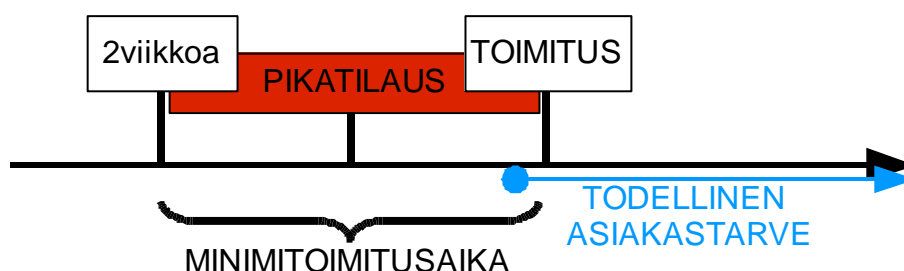 2viikkoa
TOIMITUS
PIKATILAUS
TODELLINEN
ASIAKASTARVE
MINIMITOIMITUSAIKA